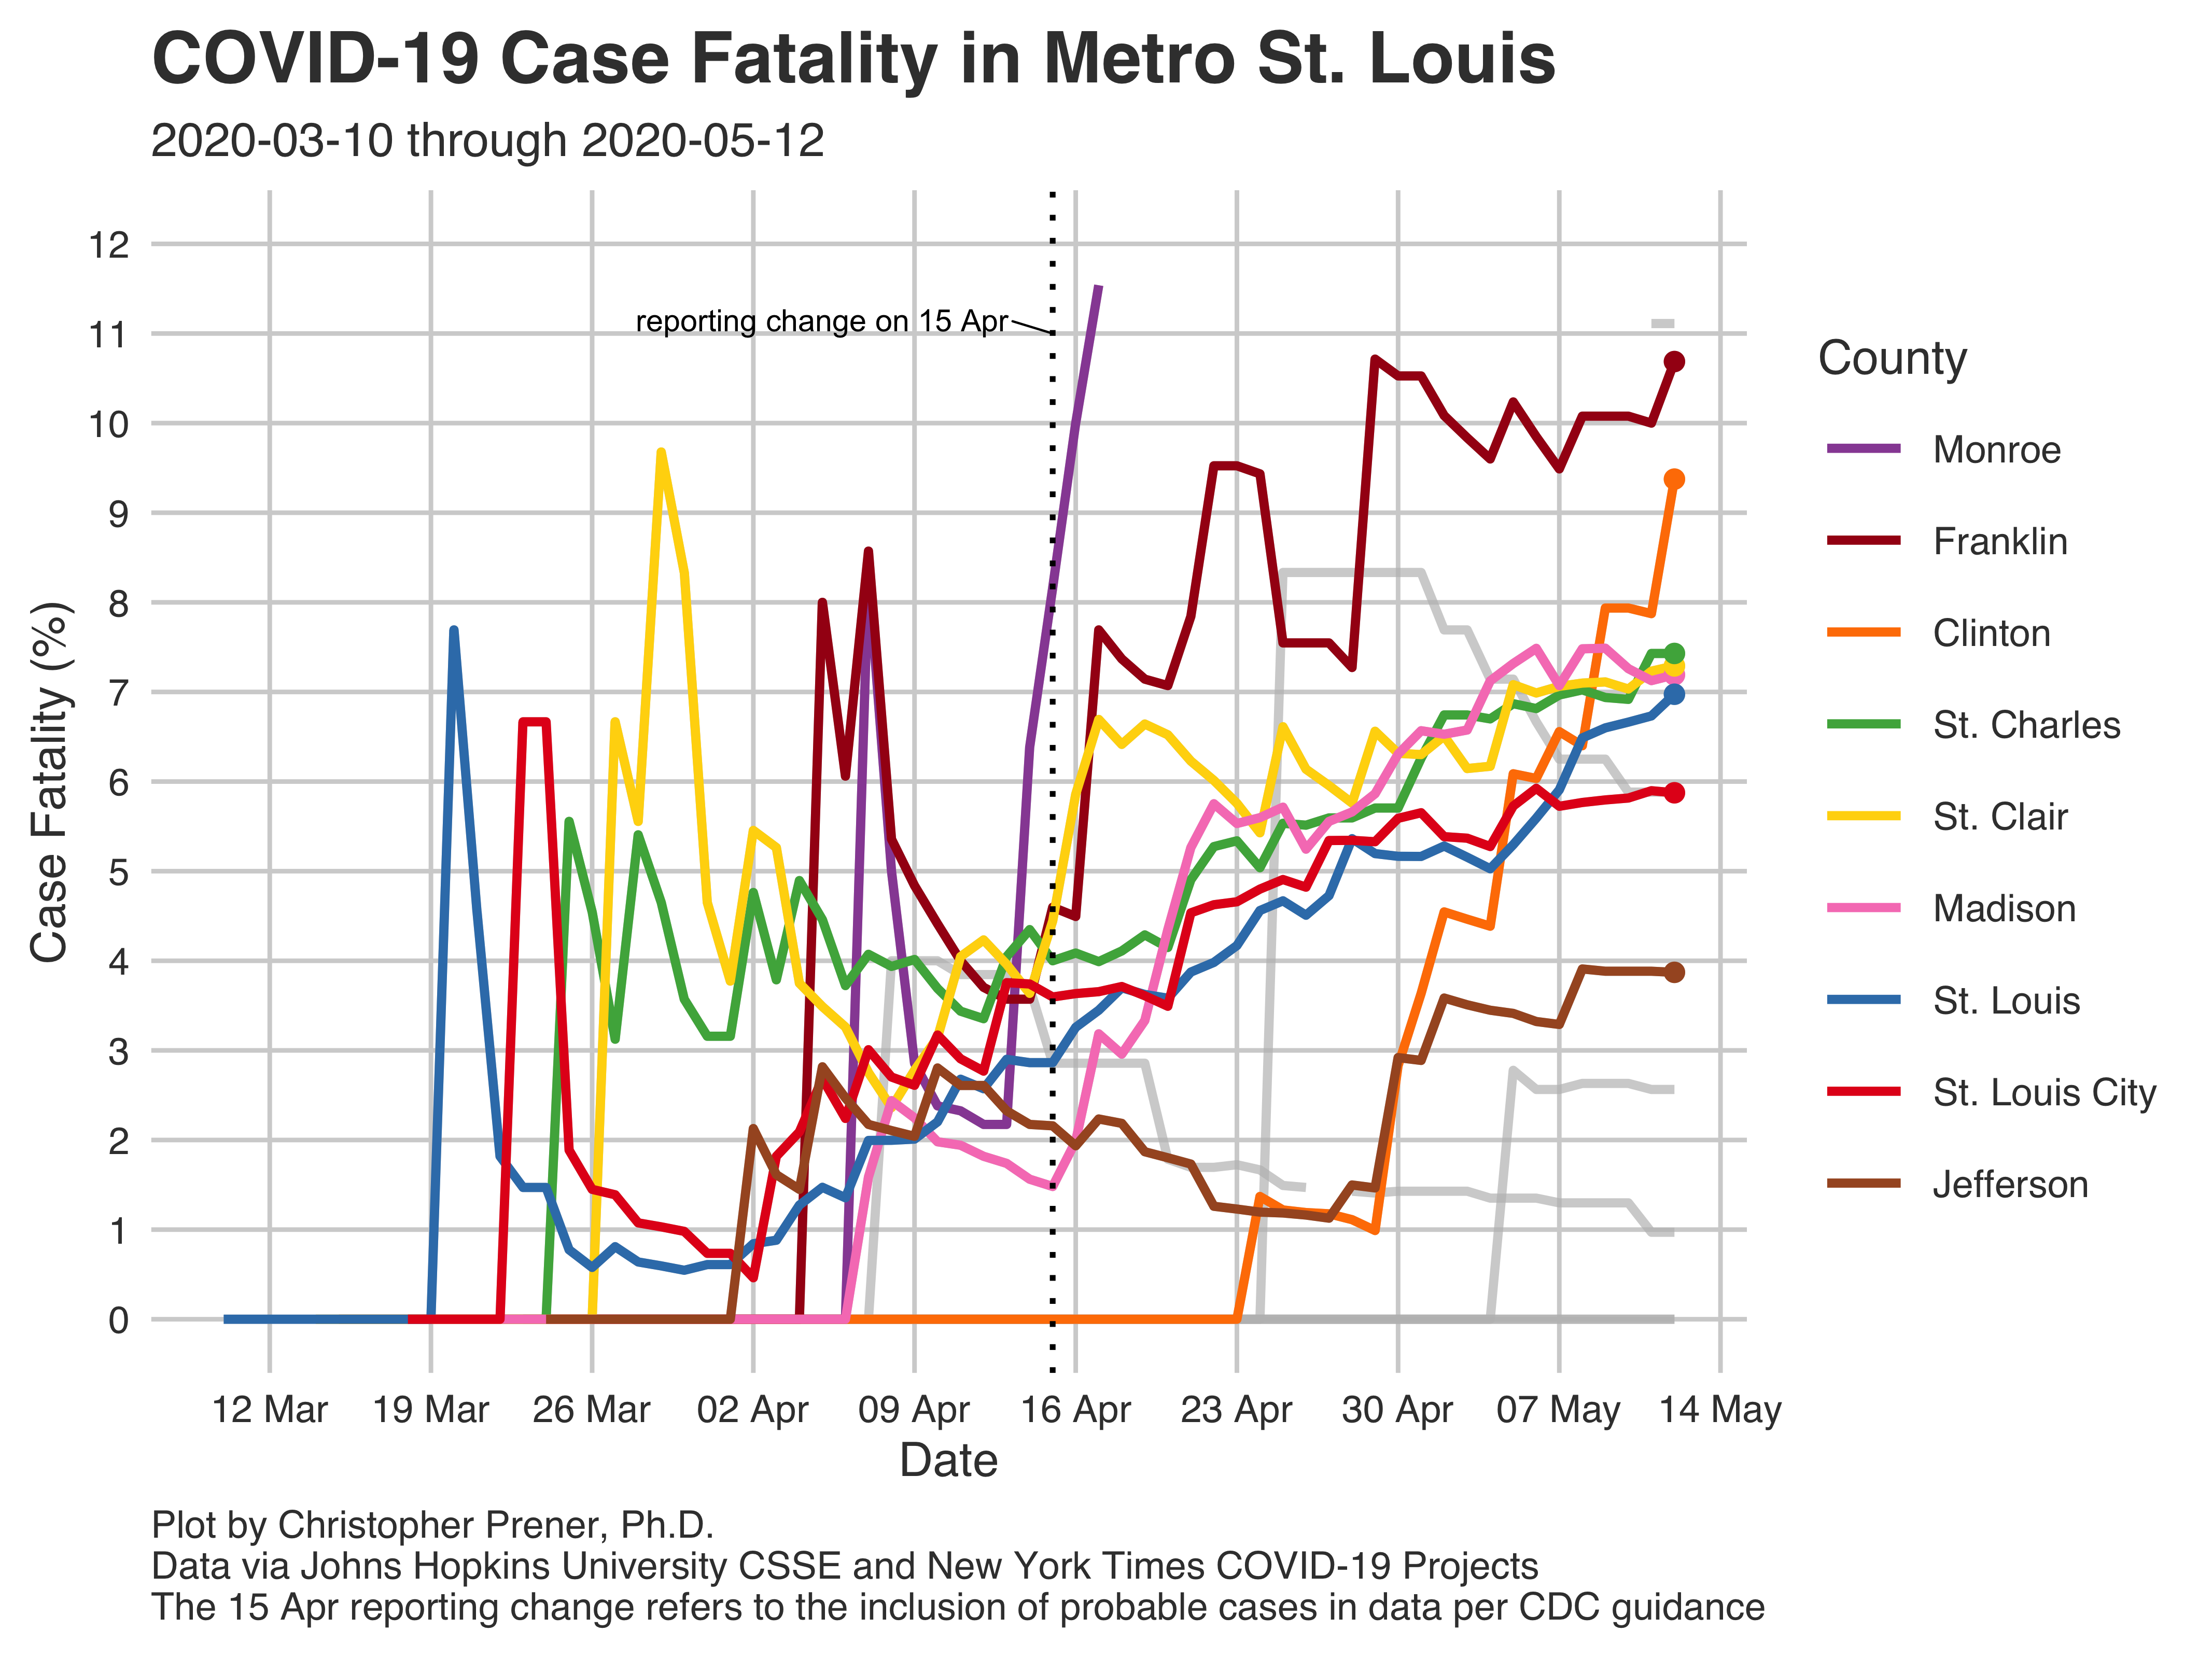 COVID-19 Case Fatality in Metro St. Louis
2020-03-10 through 2020-05-12
12
11
10
9
8
7
6
5
4
3
2
1
0
Case Fatality (%)
reporting change on 15 Apr
12 Mar 19 Mar 26 Mar 02 Apr 09 Apr 16 Apr 23 Apr 30 Apr 07 May 14 May
Date
County
Monroe
Franklin
Clinton
St. Charles
St. Clair
Madison
St. Louis
St. Louis City
Jefferson
Plot by Christopher Prener, Ph.D.
Data via Johns Hopkins University CSSE and New York Times COVID-19 Projects
The 15 Apr reporting change refers to the inclusion of probable cases in data per CDC guidance